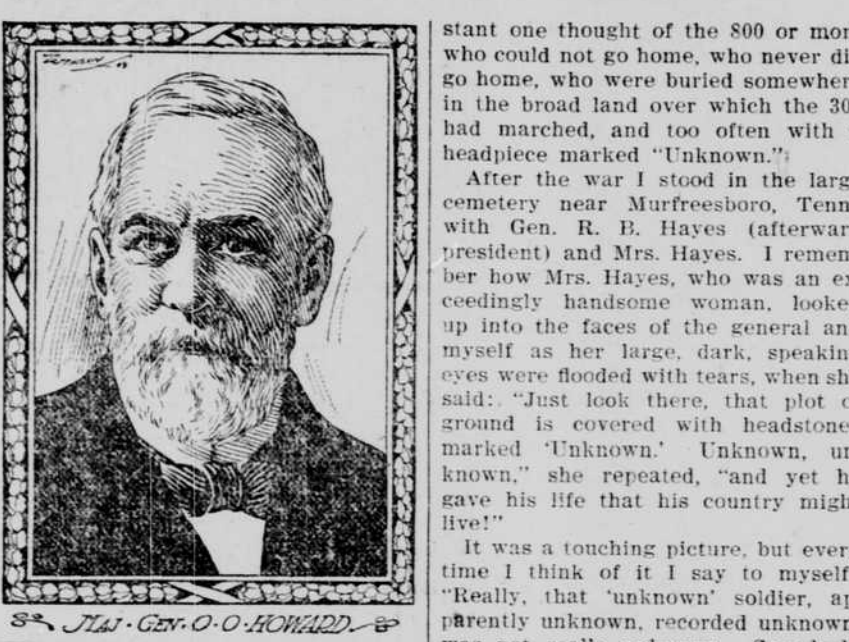 MAJ·GEN·O·O·HOWARD
stant one thought of the 800 or mor
who could not go home, who never di
go home, who were buried somewher
in the broad land over which the 30
had marched, and too often with
headpiece marked "Unknown."
After the war I stood in the larg
cemetery near Murfreesboro, Tenn
with Gen. R. B. Hayes (afterwar
president) and Mrs. Hayes. I remem
ber how Mrs. Hayes, who was an ex
ceedingly handsome woman, looke
up into the faces of the general an
myself as her large, dark, speakin
eyes were flooded with tears, when sh
said: "Just look there, that plot o
ground is covered with headstone
marked 'Unknown.' Unknown, un
known," she repeated, "and yet h
gave his life that his country migh
live!"
It was a touching picture, but ever
time I think of it I say to myself
"Really, that 'unknown' soldier, ap
parently unknown, recorded unknown